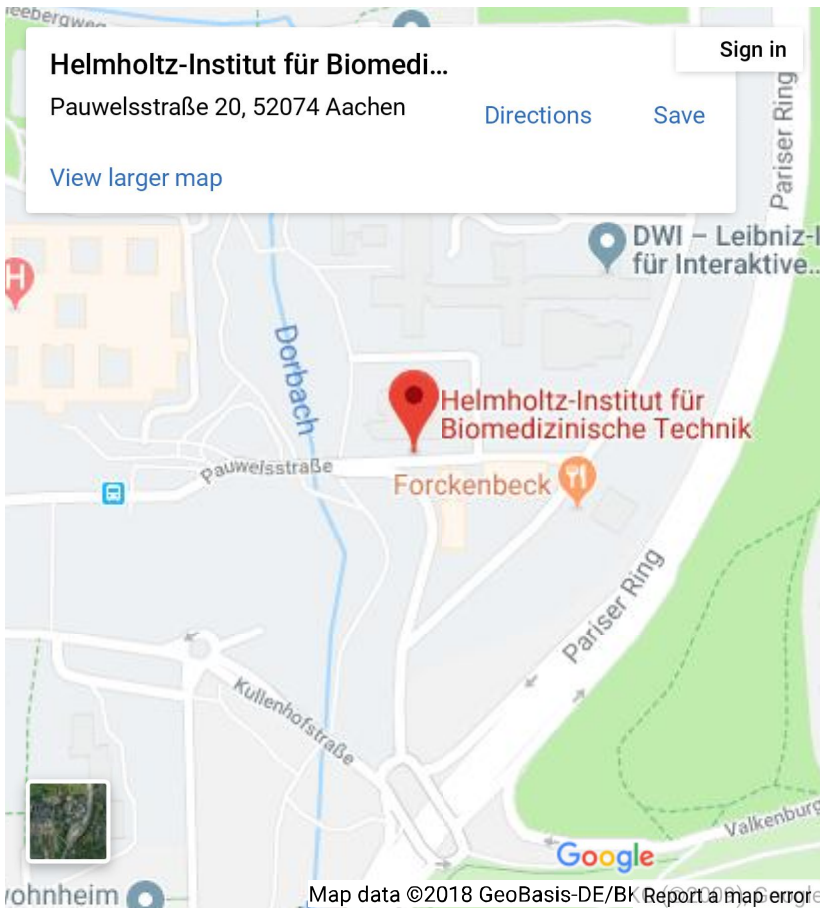 Sign in
Helmholtz-Institut für Biomedi...
Pauwelsstraße 20, 52074 Aachen
Directions
Save
View larger map
Pariser Ring
DWI – Leibniz-I
für Interaktive..
H
Dorbach
Helmholtz-Institut für
Biomedizinische Technik
Pauwelsstraße
Forckenbeck
Pariser Ring
Kullenhofstraße
Valkenburg
Google
ohnheim
Map data ©2018 GeoBasis-DE/BK
Report a map error